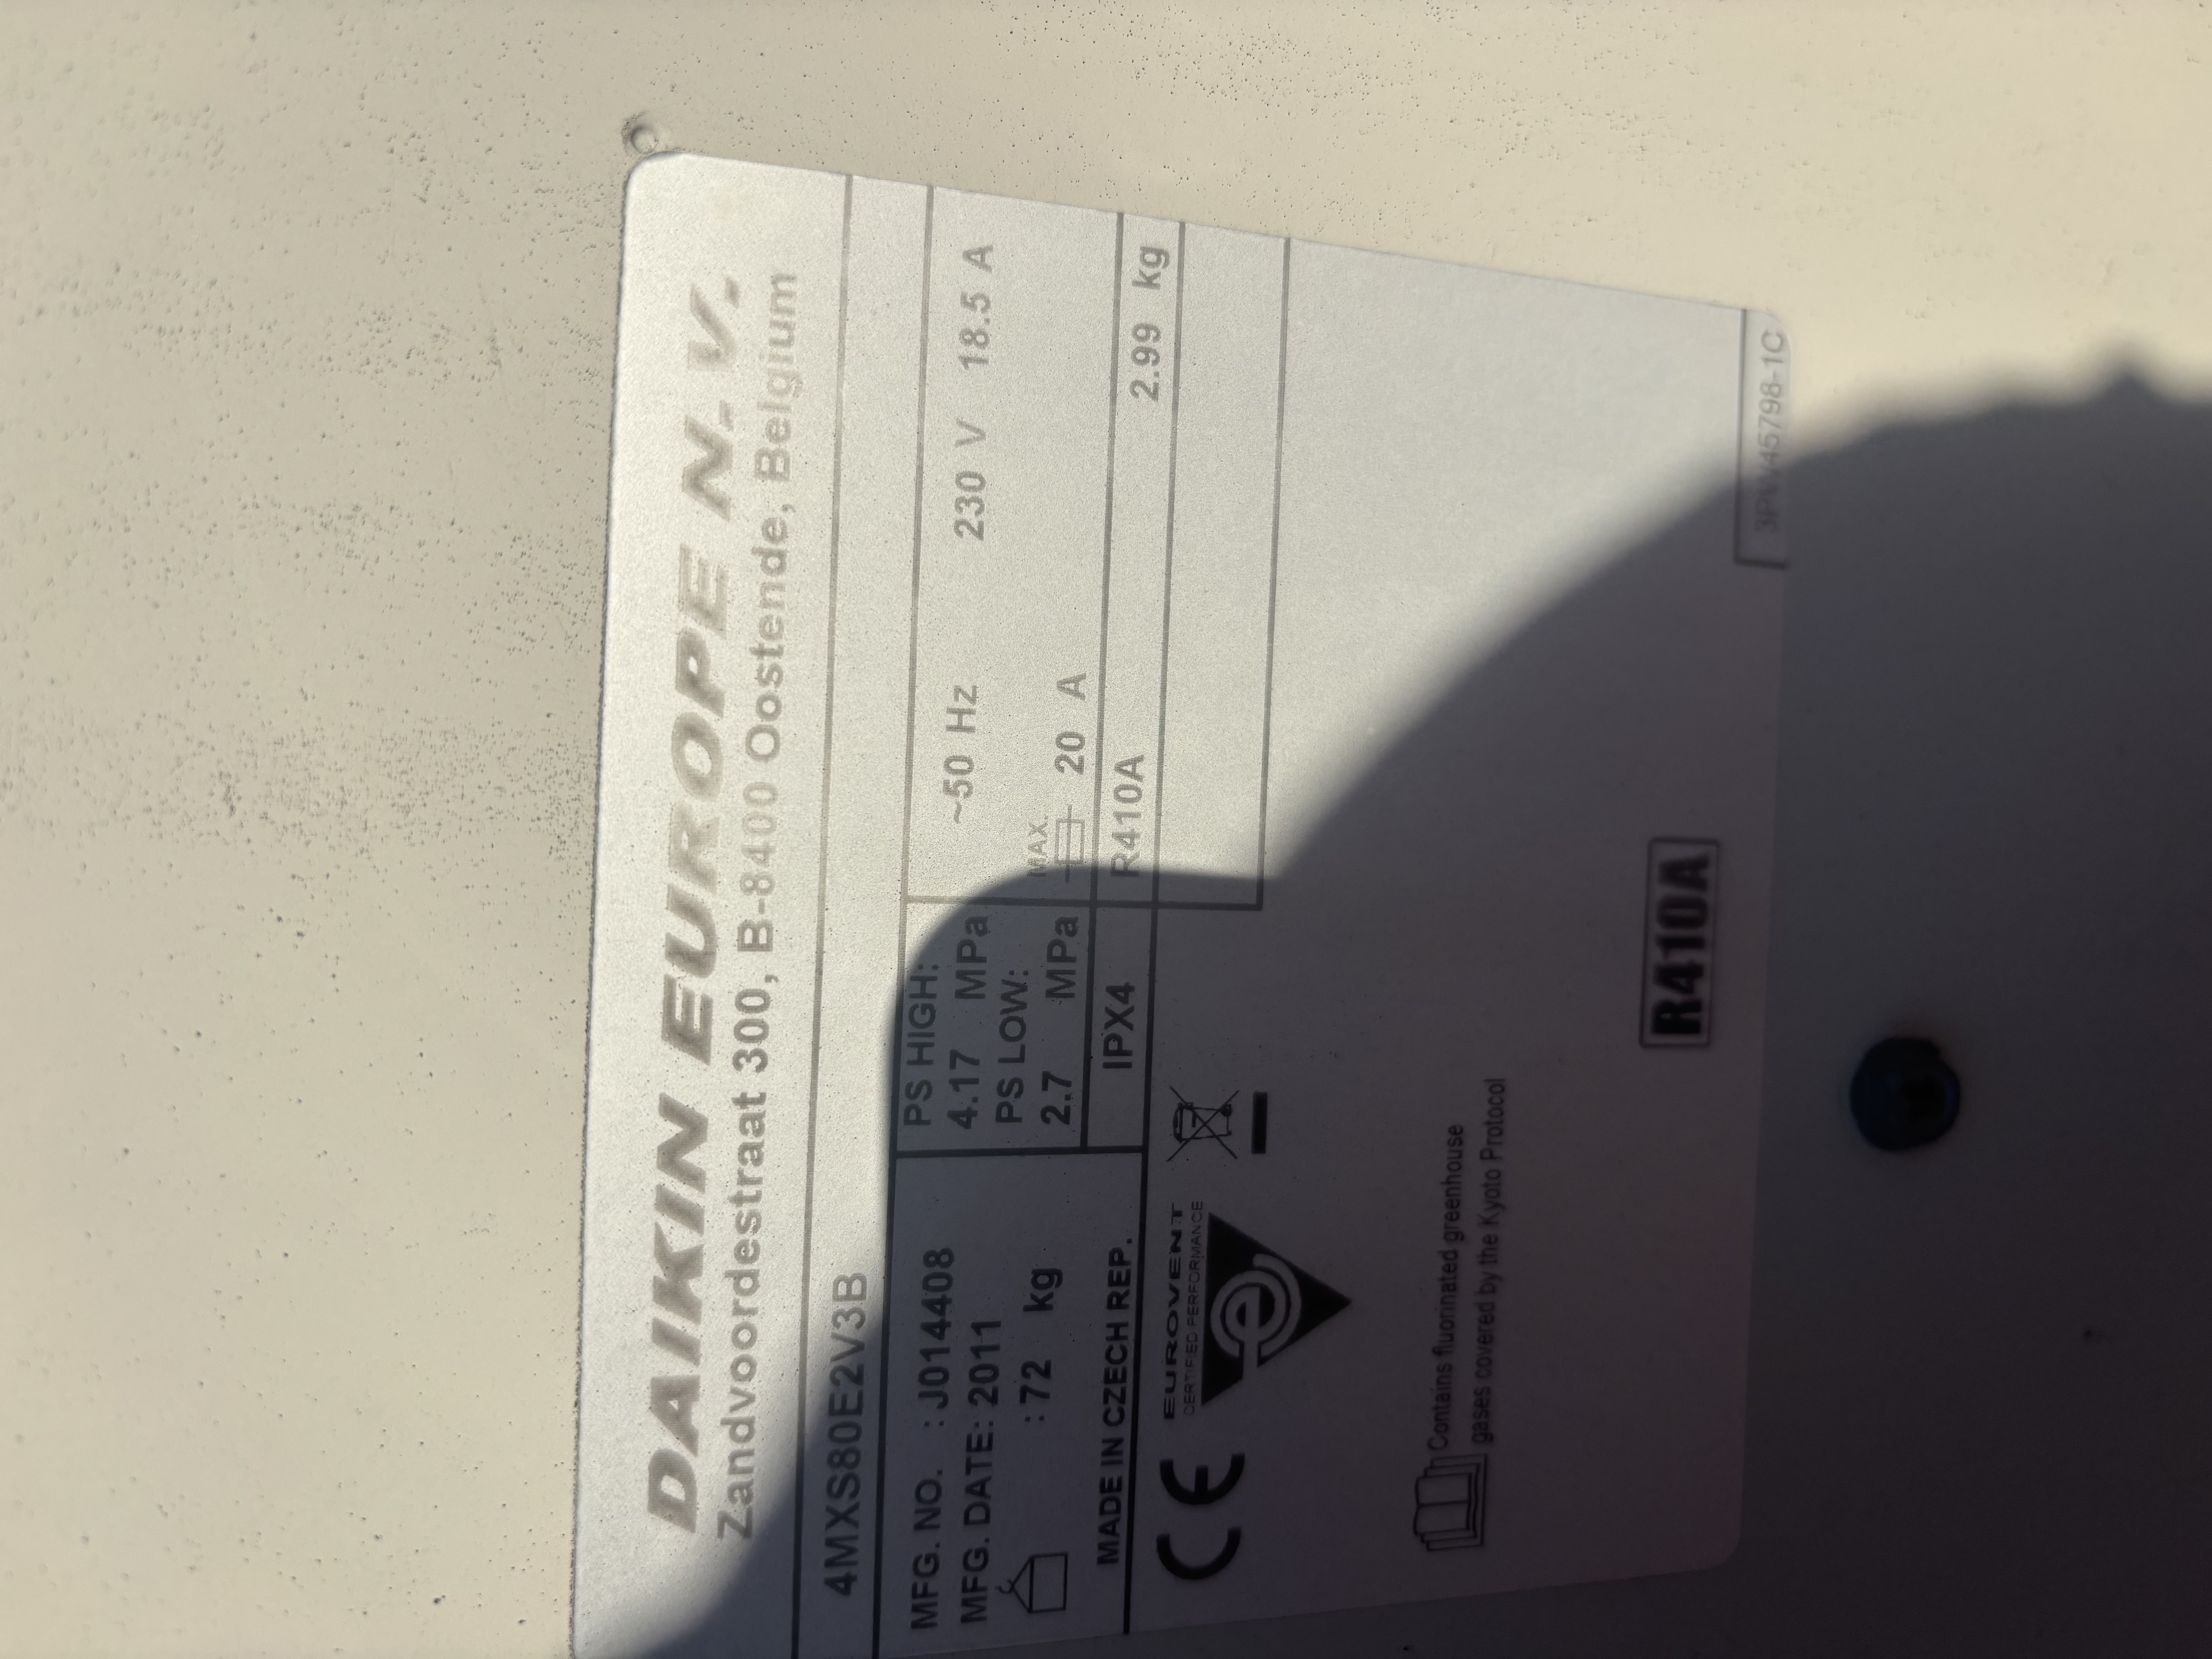 DAIKIN EUROPE N.V.
Zandvoordestraat 300, B-8400 Oostende, Belgium
4MXS80E2V3B
MFG. NO. : J014408
MFG. DATE: 2011
: 72 kg
MADE IN CZECH REP.
PS HIGH:
4.17 MPa
PS LOW:
2.7 MPa
IPX4
~50 Hz 230 V 18.5 A
MAX.
20 A
R410A 2.99 kg
CE
EUROVENT
CERTIFIED PERFORMANCE
Contains fluorinated greenhouse
gases covered by the Kyoto Protocol
R410A
3PW45798-1C